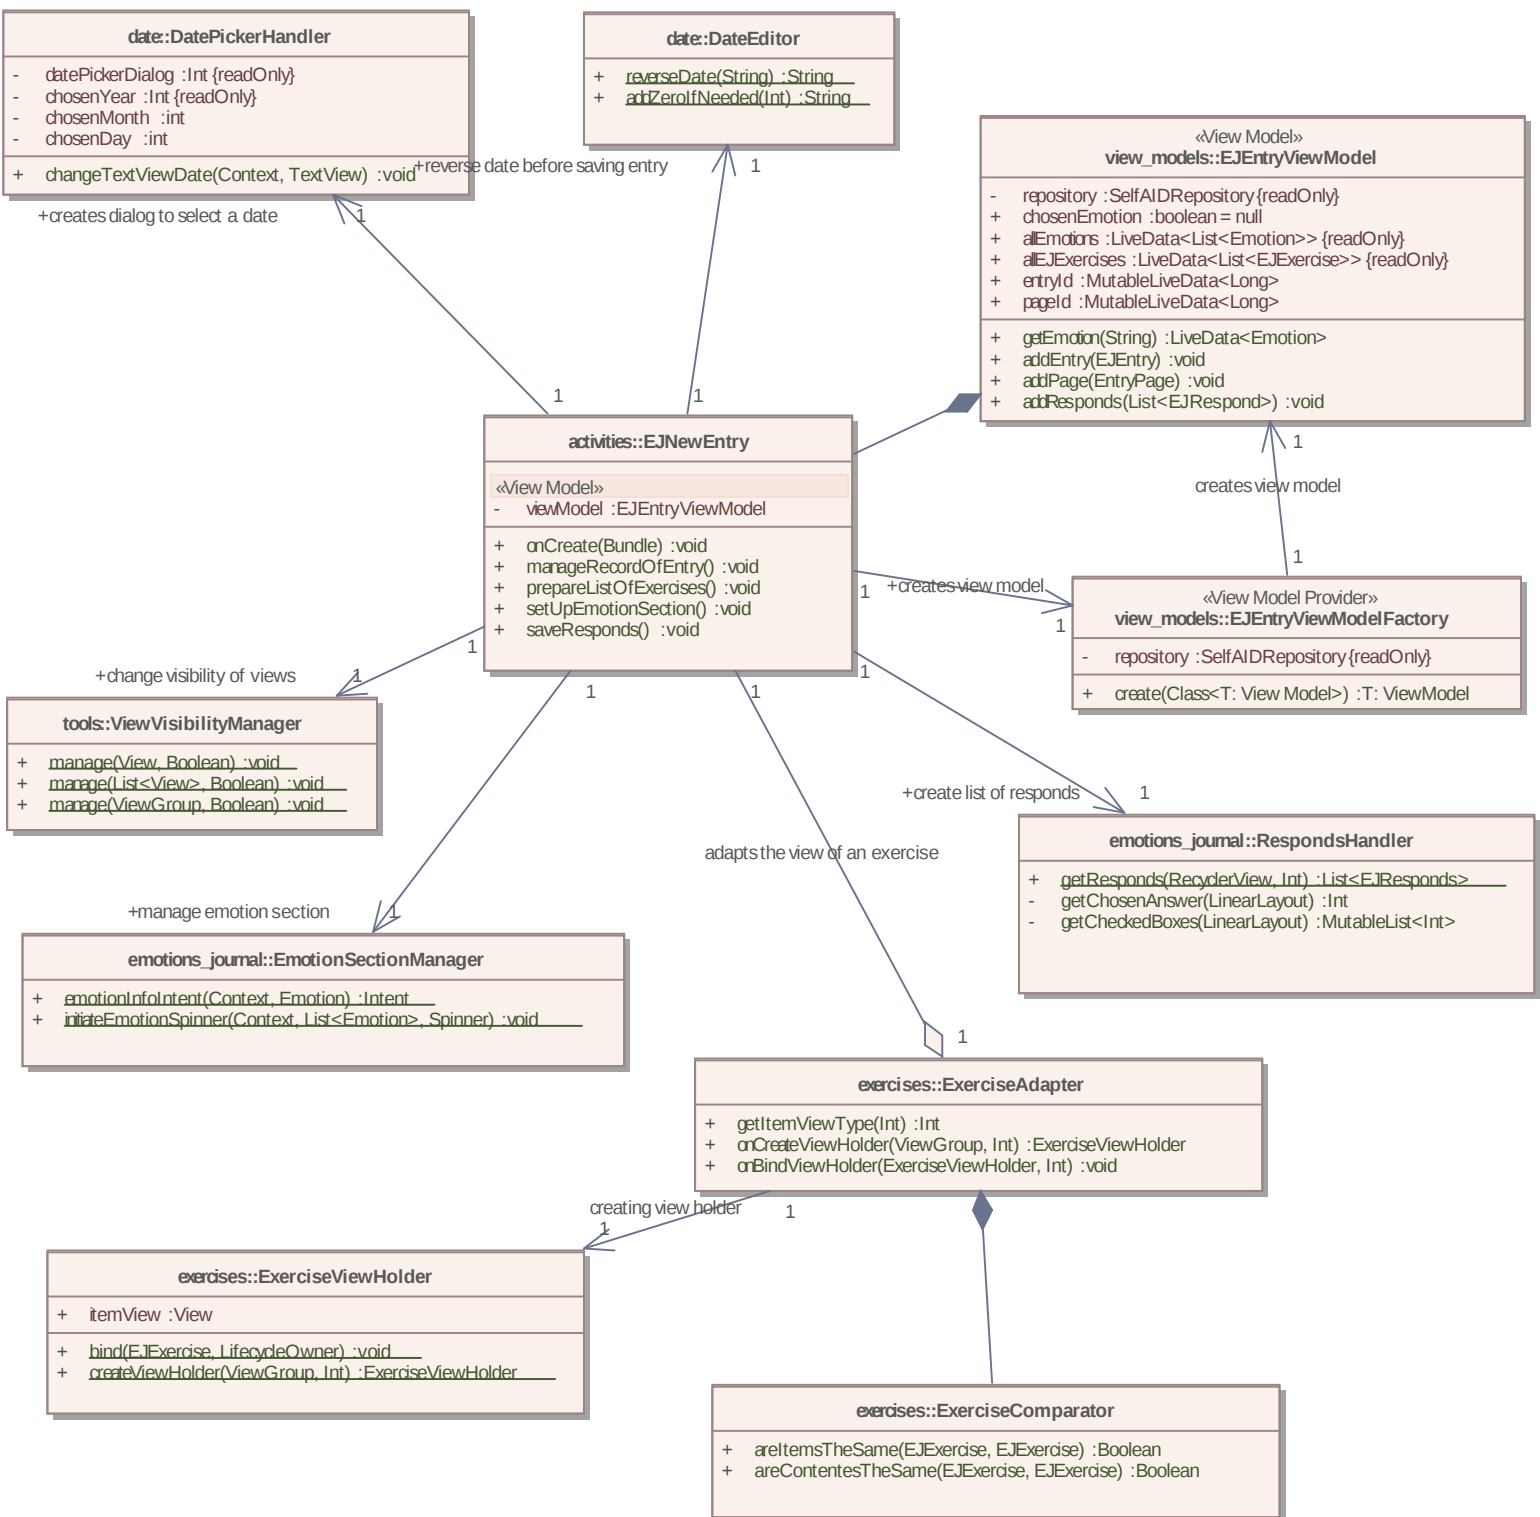 date::DatePickerHandler
- datePickerDialog :Int {readOnly}
- chosenYear :Int {readOnly}
- chosenMonth :int
- chosenDay :int
+ changeTextViewDate(Context, TextView) :void
date::DateEditor
+ reverseDate(String) :String
+ addZeroIfNeeded(Int) :String
«View Model»
view_models::EJEntryViewModel
- repository :SelfAIDRepository {readOnly}
+ chosenEmotion :boolean = null
+ allEmotions :LiveData<List<Emotion>> {readOnly}
+ allEJExercises :LiveData<List<EJExercise>> {readOnly}
+ entryId :MutableLiveData<Long>
+ pageId :MutableLiveData<Long>
+ getEmotion(String) :LiveData<Emotion>
+ addEntry(EJEntry) :void
+ addPage(EntryPage) :void
+ addResponds(List<EJRespond>) :void
+reverse date before saving entry
1
+creates dialog to select a date
1
1
1
activities::EJNewEntry
«View Model»
- viewModel :EJEntryViewModel
+ onCreate(Bundle) :void
+ manageRecordOfEntry() :void
+ prepareListOfExercises() :void
+ setUpEmotionSection() :void
+ saveResponds() :void
1
creates view model
1
+creates view model
1
1
«View Model Provider»
view_models::EJEntryViewModelFactory
- repository :SelfAIDRepository {readOnly}
+ create(Class<T: View Model>) :T: ViewModel
1
+change visibility of views
1
1
1
1
tools::ViewVisibilityManager
+ manage(View, Boolean) :void
+ manage(List<View>, Boolean) :void
+ manage(ViewGroup, Boolean) :void
+create list of responds
1
emotions_journal::RespondsHandler
+ getResponds(RecyclerView, Int) :List<EJResponds>
- getChosenAnswer(LinearLayout) :Int
- getCheckedBoxes(LinearLayout) :MutableList<Int>
adapts the view of an exercise
+manage emotion section
1
emotions_journal::EmotionSectionManager
+ emotionInfoIntent(Context, Emotion) :Intent
+ initiateEmotionSpinner(Context, List<Emotion>, Spinner) :void
1
exercises::ExerciseAdapter
+ getItemViewType(Int) :Int
+ onCreateViewHolder(ViewGroup, Int) :ExerciseViewHolder
+ onBindViewHolder(ExerciseViewHolder, Int) :void
creating view holder
1
1
exercises::ExerciseViewHolder
+ itemView :View
+ bind(EJExercise, LifecycleOwner) :void
+ createViewHolder(ViewGroup, Int) :ExerciseViewHolder
exercises::ExerciseComparator
+ areItemsTheSame(EJExercise, EJExercise) :Boolean
+ areContentesTheSame(EJExercise, EJExercise) :Boolean